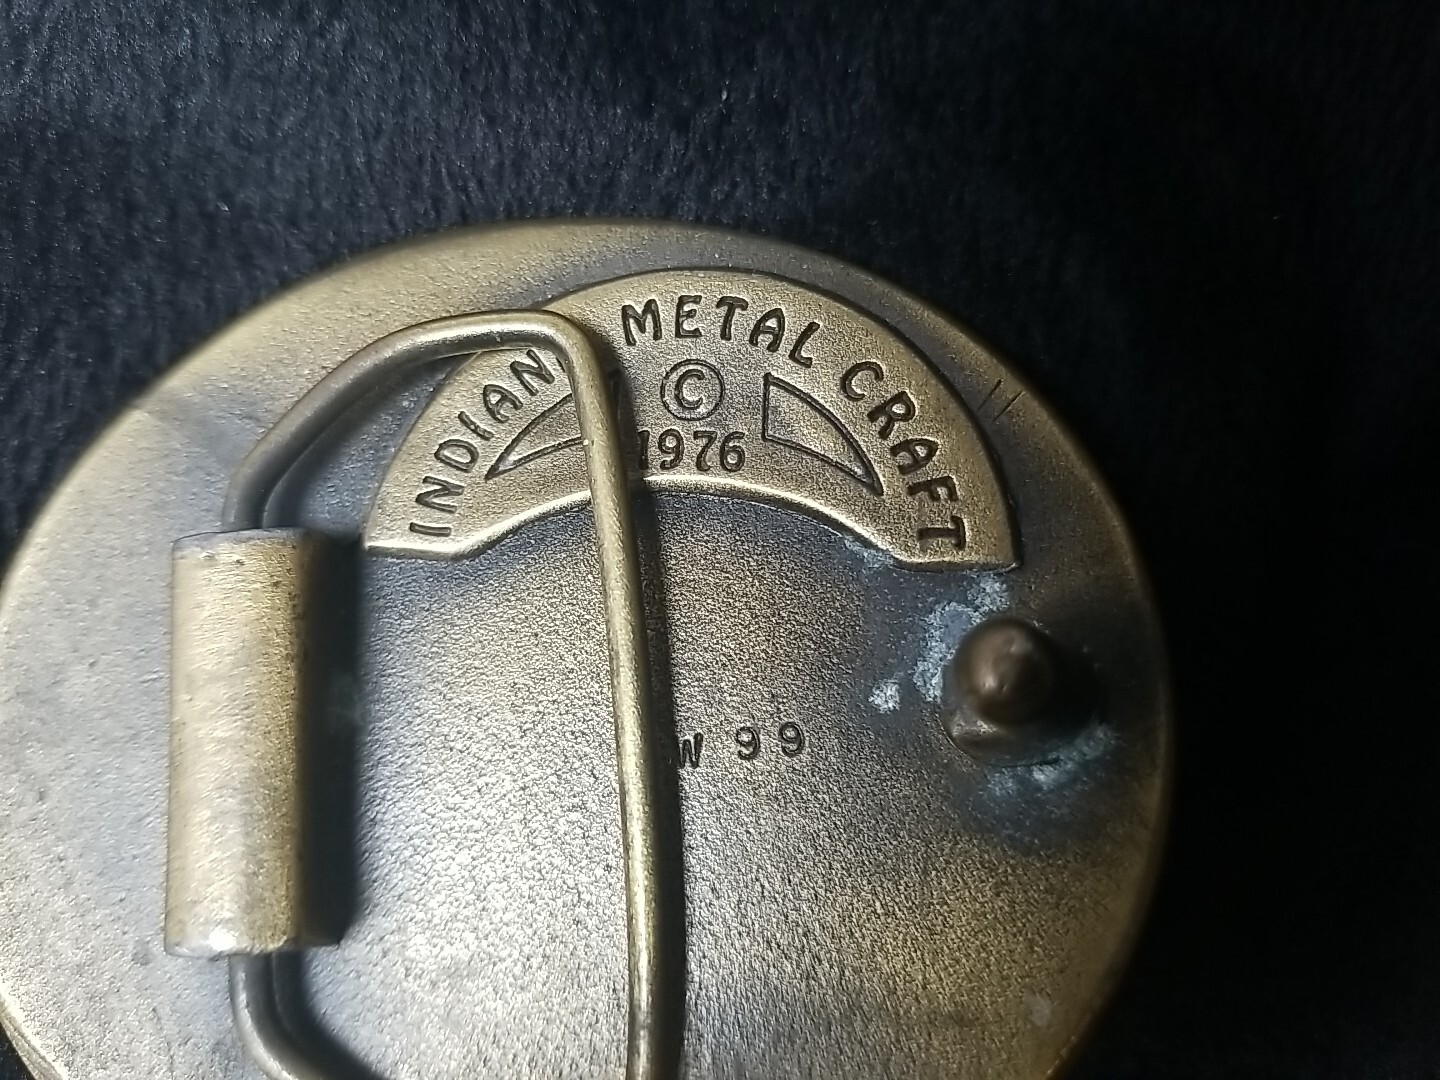 INDIAN METAL CRAFT
©
1976
W 99